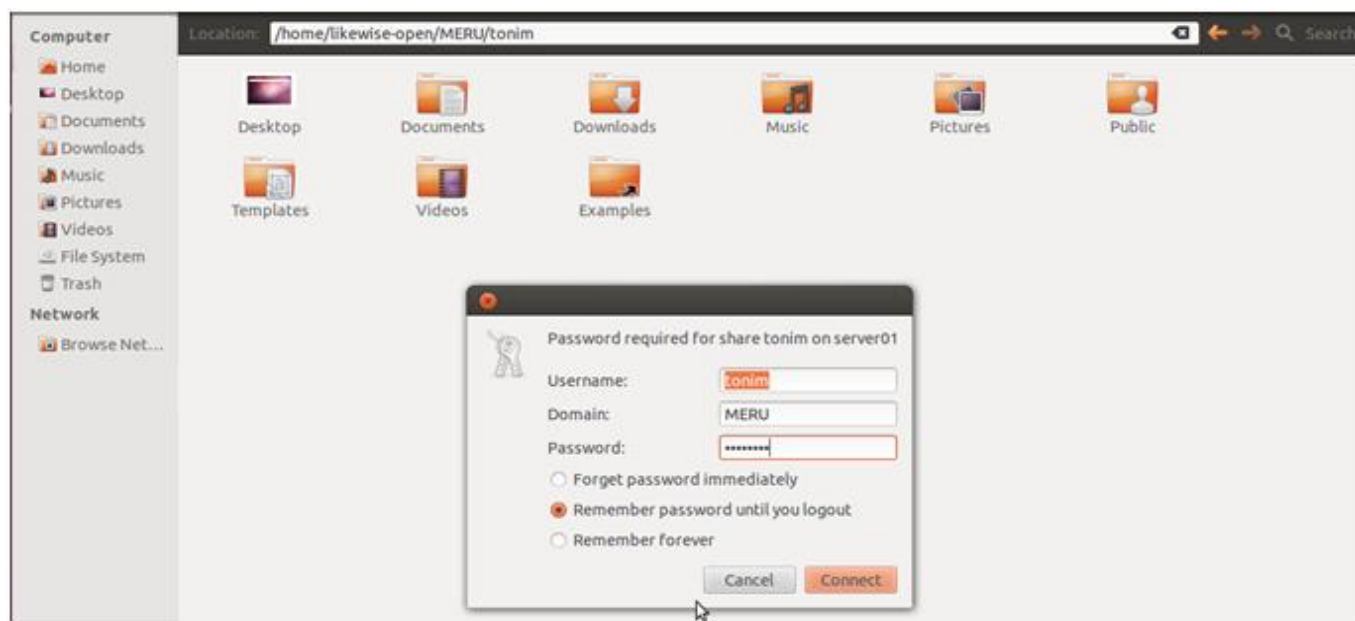 Computer
Home
Desktop
Documents
Downloads
Music
Pictures
Videos
File System
Trash
Network
Browse Net...
Location: /home/likewise-open/MERU/tonim Search
Desktop Documents Downloads Music Pictures Public
Templates Videos Examples
Password required for share tonim on server01
Username: tonim
Domain: MERU
Password: ••••••••
Forget password immediately
Remember password until you logout
Remember forever
Cancel Connect